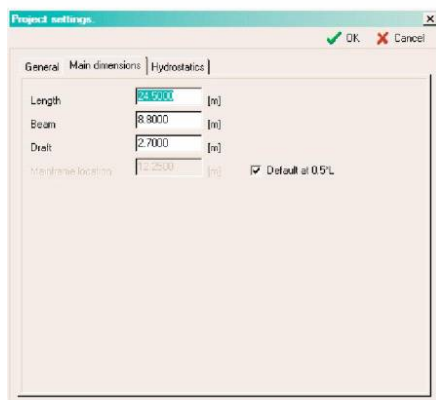 Project settings.
OK Cancel
General Main dimensions Hydrostatics
Length 24.5000 [m]
Beam 8.8000 [m]
Draft 2.7000 [m]
Mainframe location 12.2500 [m] Default at 0.5*L